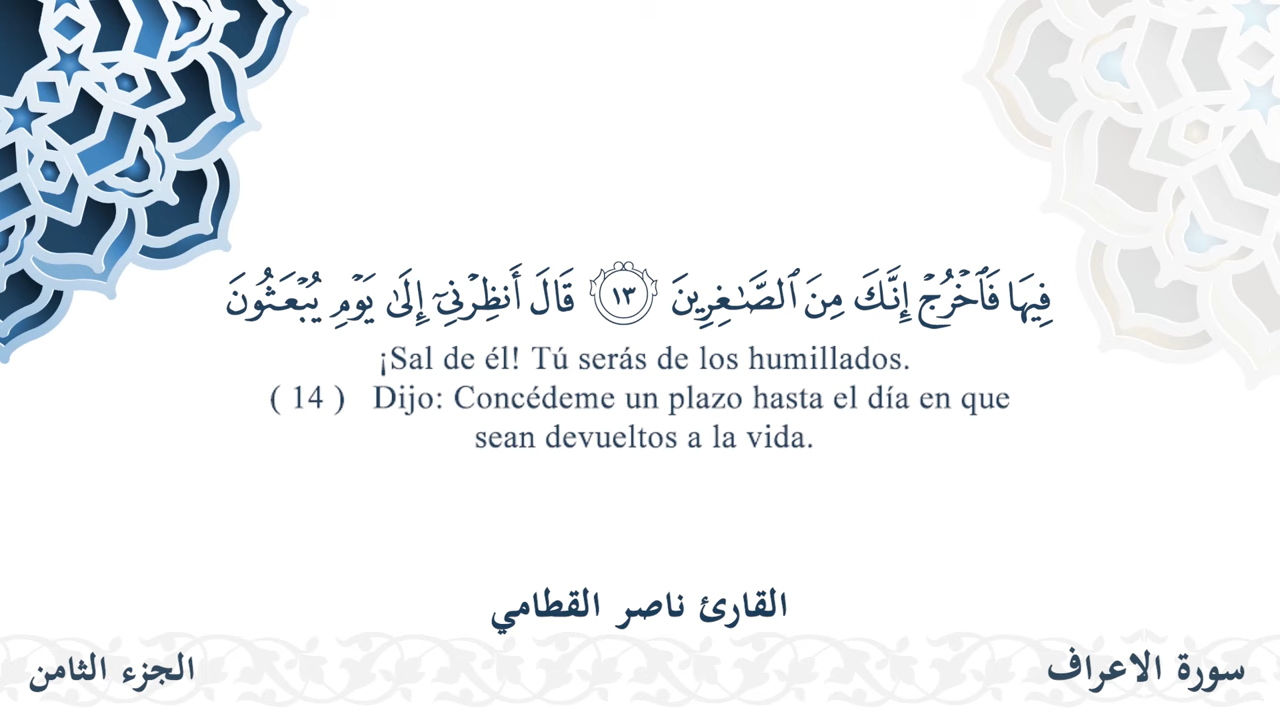 فِيهَا فَٱخۡرُجۡ إِنَّكَ مِنَ ٱلصَّـٰغِرِينَ ١٣ قَالَ أَنظِرۡنِيٓ إِلَىٰ يَوۡمِ يُبۡعَثُونَ
¡Sal de él! Tú serás de los humillados.
( 14 ) Dijo: Concédeme un plazo hasta el día en que
sean devueltos a la vida.
القارئ ناصر القطامي
سورة الاعراف
الجزء الثامن